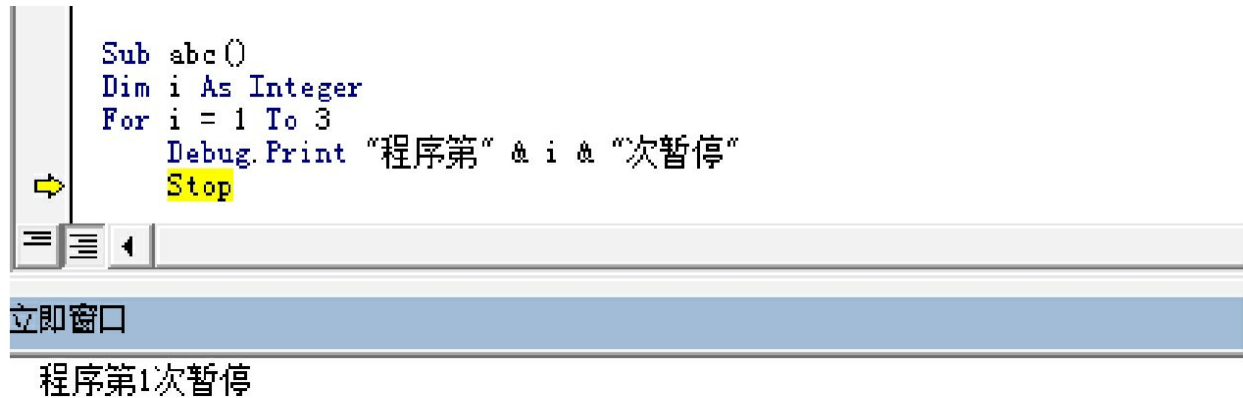 Sub abc()
Dim i As Integer
For i = 1 To 3
Debug.Print "程序第" & i & "次暂停"
Stop
立即窗口
程序第1次暂停